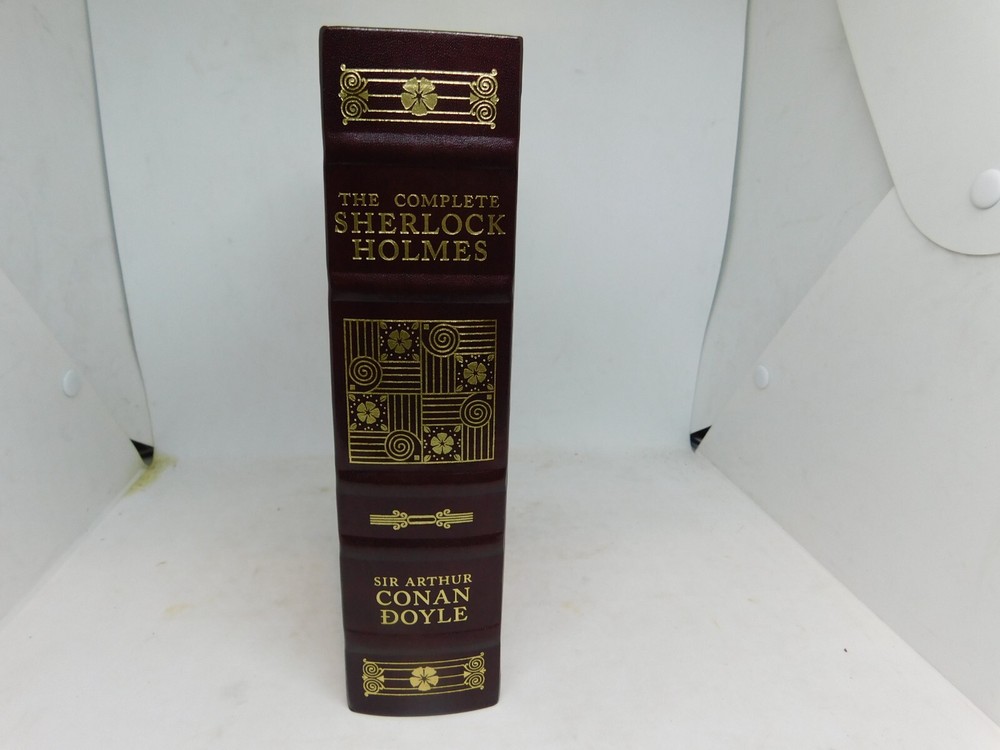 THE COMPLETE
SHERLOCK
HOLMES
SIR ARTHUR
CONAN
DOYLE